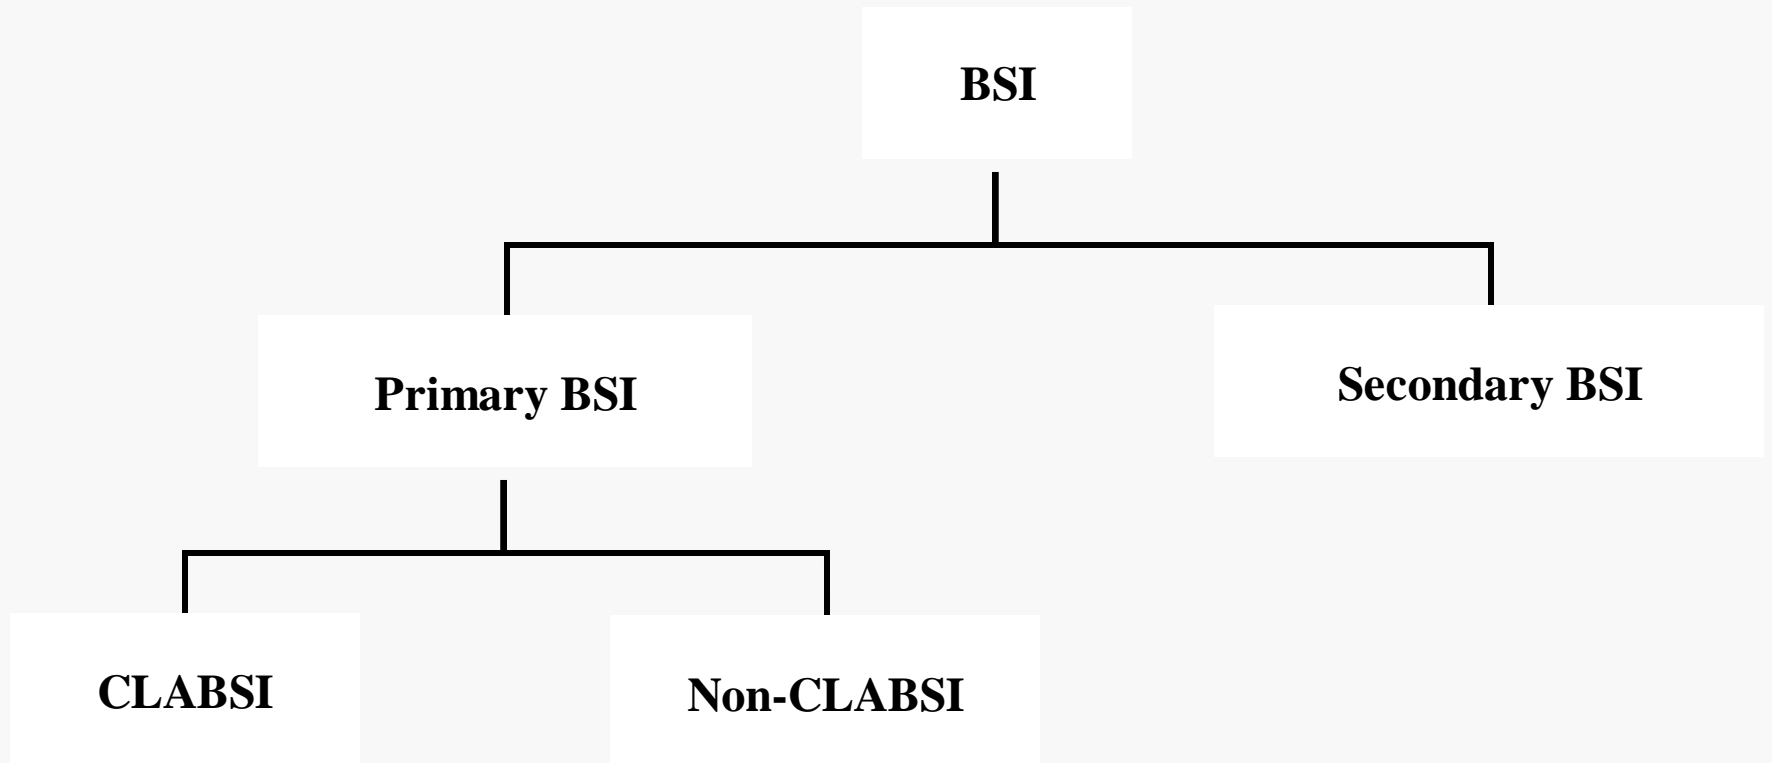 BSI
Primary BSI
Secondary BSI
CLABSI
Non-CLABSI